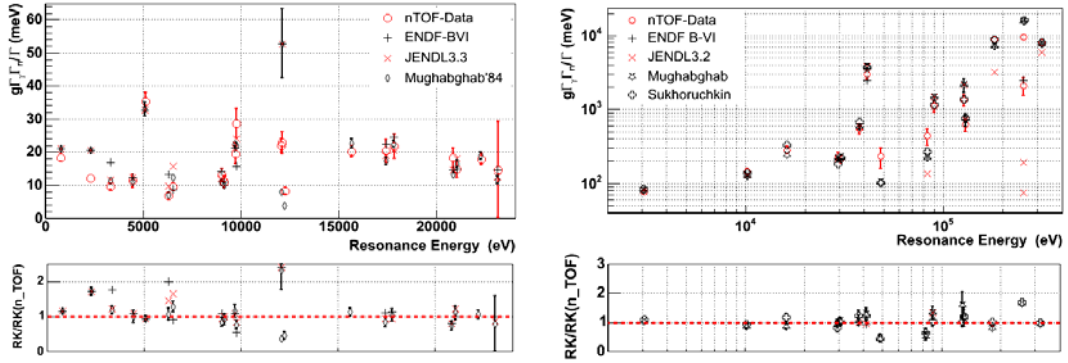 gΓγΓn/Γ (meV)
60
50
40
30
20
10
0
nTOF-Data
ENDF-BVI
JENDL3.3
Mughabghab'84
0
5000
10000
15000
20000
Resonance Energy (eV)
RK/RK(n_TOF)
2
1
0
gΓγΓn/Γ (meV)
10⁴
10³
10²
nTOF-Data
ENDF B-VI
JENDL3.2
Mughabghab
Sukhoruchkin
10⁴
10⁵
Resonance Energy (eV)
RK/RK(n_TOF)
3
2
1
0